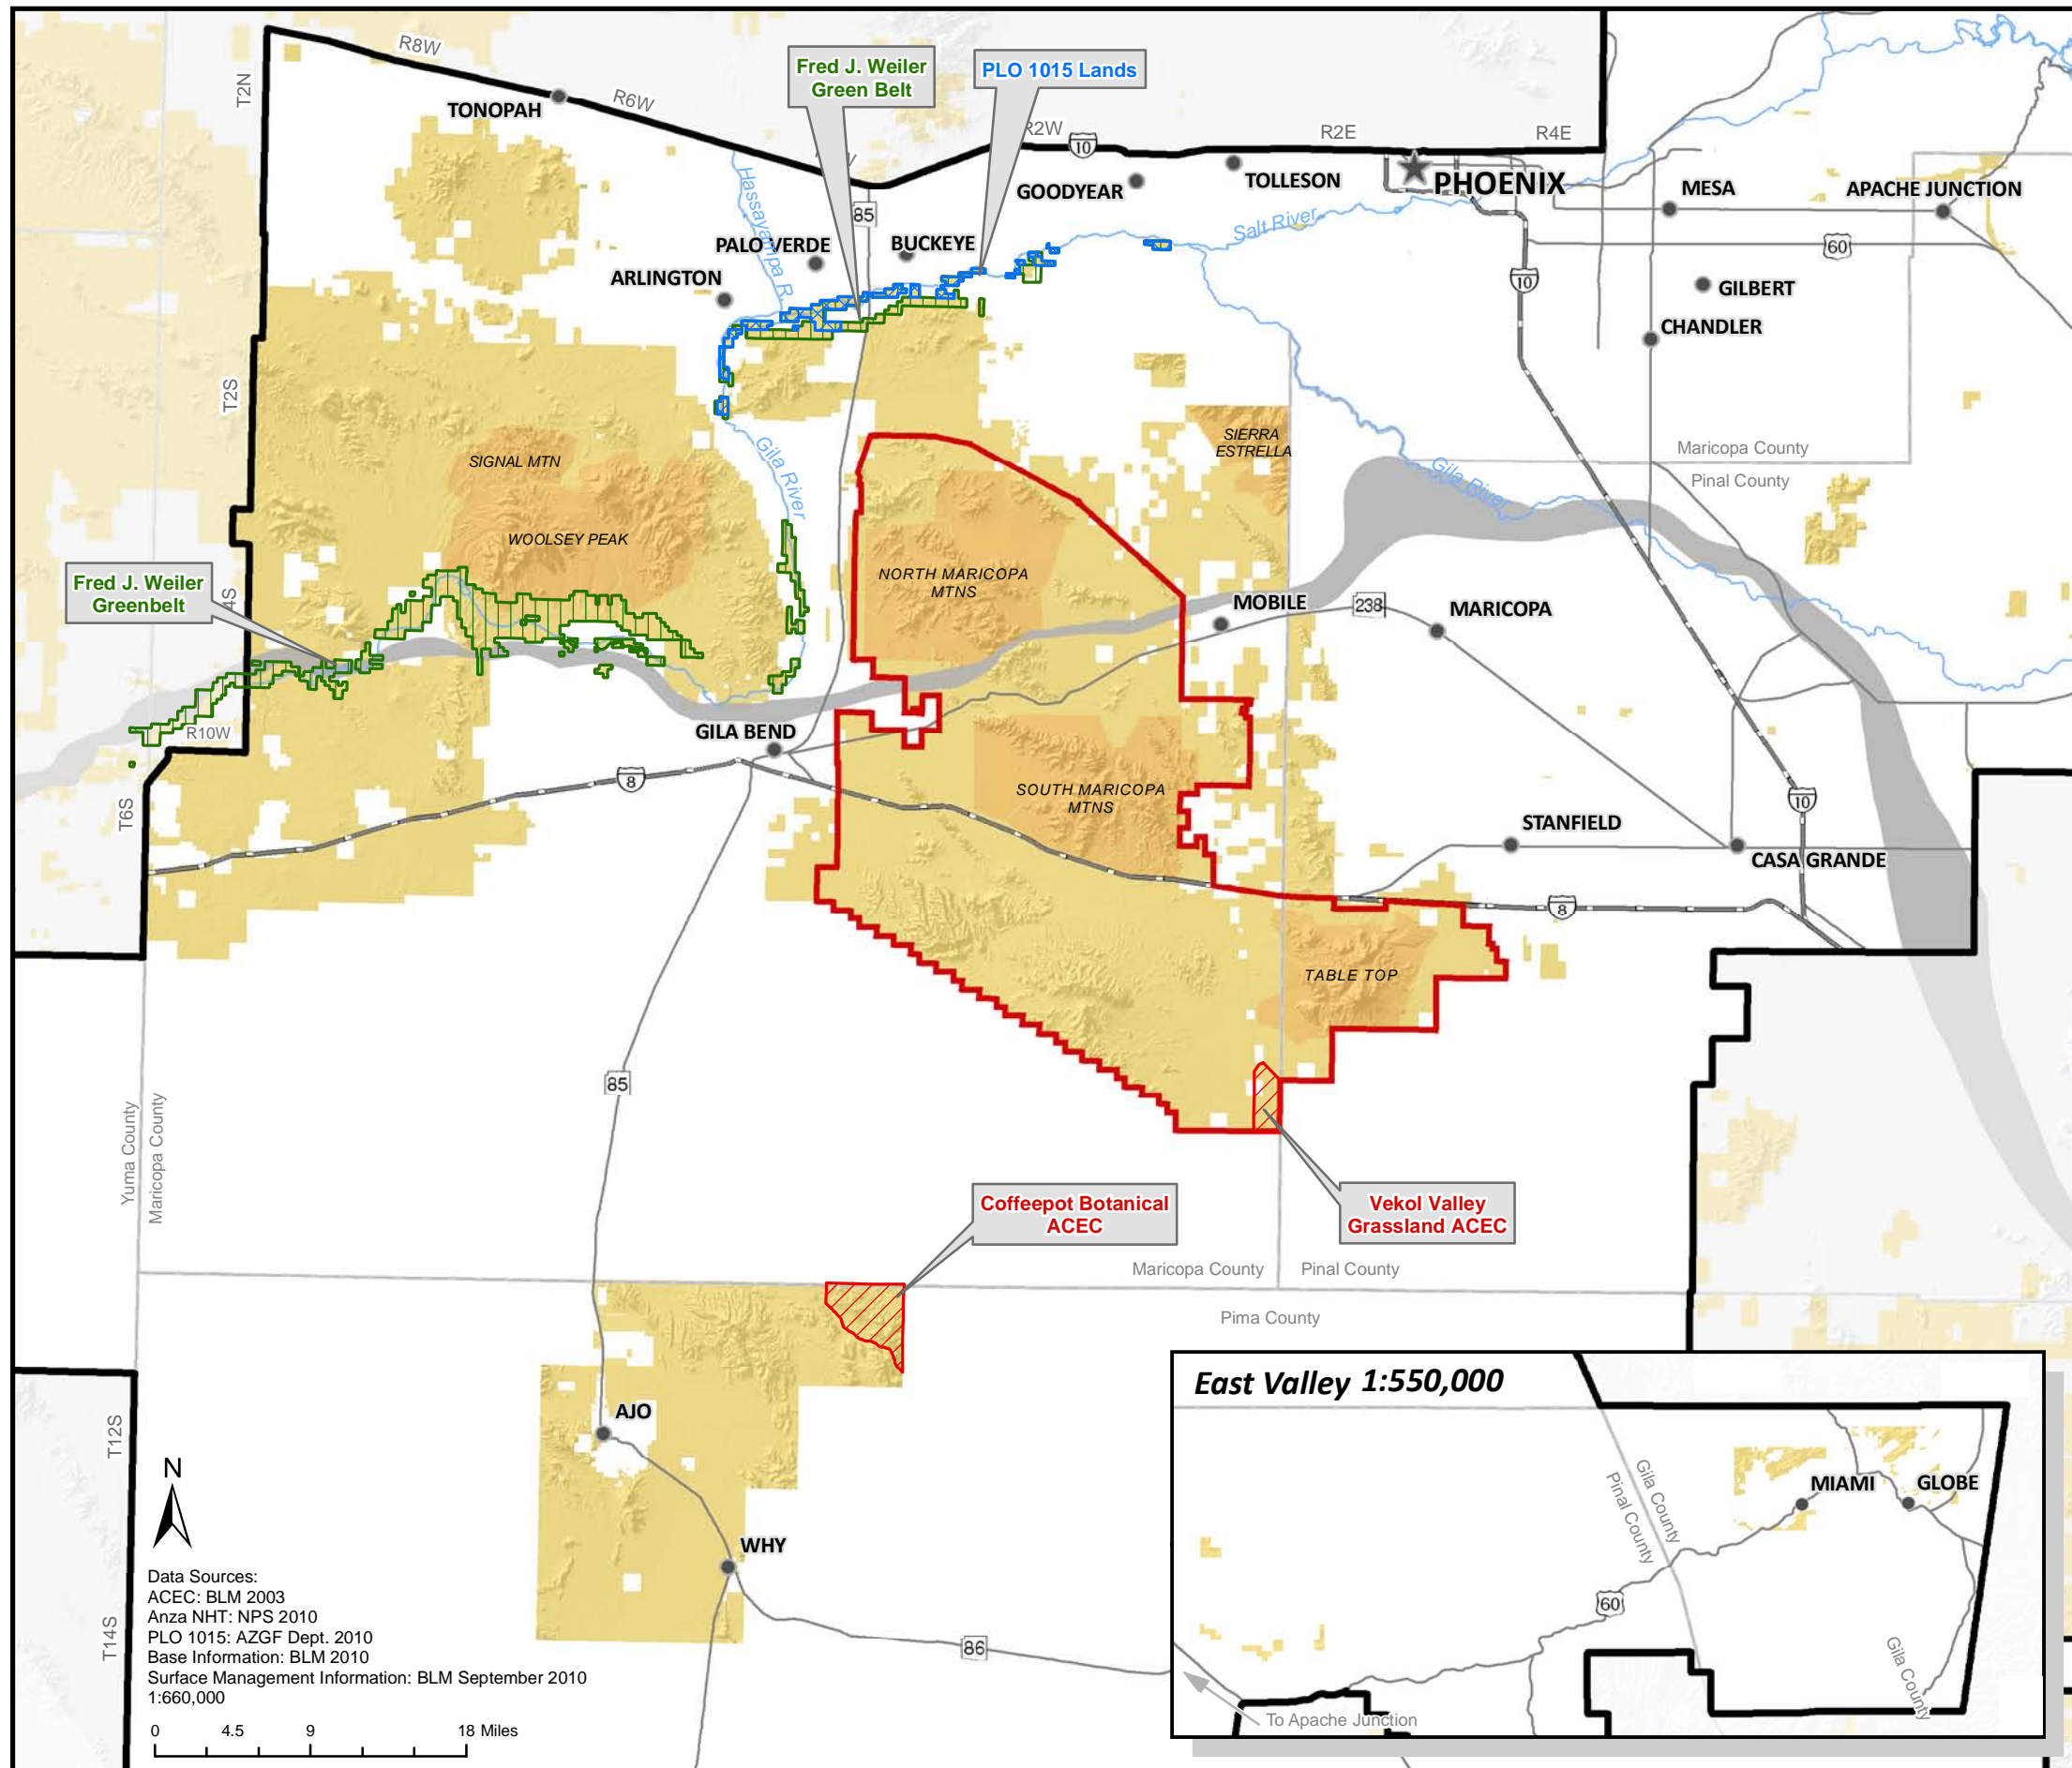 R8W
T2N
TONOPAH
R6W
Fred J. Weiler
Green Belt
PLO 1015 Lands
R2W
10
R2E
R4E
GOODYEAR
TOLLESON
PHOENIX
MESA
APACHE JUNCTION
85
Hassayampa R.
Salt River
PALO VERDE
BUCKEYE
60
ARLINGTON
10
GILBERT
CHANDLER
T2S
SIGNAL MTN
Gila River
SIERRA
ESTRELLA
Maricopa County
Pinal County
Gila River
WOOLSEY PEAK
NORTH MARICOPA
MTNS
Fred J. Weiler
Greenbelt
4S
MOBILE
238
MARICOPA
R10W
GILA BEND
8
SOUTH MARICOPA
MTNS
10
T6S
STANFIELD
CASA GRANDE
8
TABLE TOP
85
Yuma County
Maricopa County
Coffeepot Botanical
ACEC
Vekol Valley
Grassland ACEC
Maricopa County
Pinal County
Pima County
East Valley 1:550,000
AJO
T12S
N
Gila County
Pinal County
MIAMI
GLOBE
WHY
60
T14S
86
Gila County
To Apache Junction
Data Sources:
ACEC: BLM 2003
Anza NHT: NPS 2010
PLO 1015: AZGF Dept. 2010
Base Information: BLM 2010
Surface Management Information: BLM September 2010
1:660,000
0 4.5 9 18 Miles